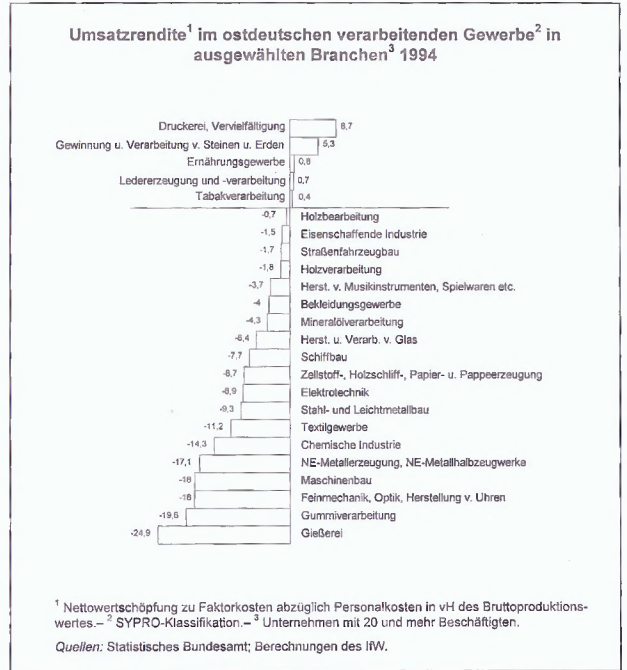 Umsatzrendite¹ im ostdeutschen verarbeitenden Gewerbe² in
ausgewählten Branchen³ 1994
Druckerei, Vervielfältigung 8,7
Gewinnung u. Verarbeitung v. Steinen u. Erden 5,3
Ernährungsgewerbe 0,8
Ledererzeugung und -verarbeitung 0,7
Tabakverarbeitung 0,4
-0,7 Holzbearbeitung
-1,5 Eisenschaffende Industrie
-1,7 Straßenfahrzeugbau
-1,8 Holzverarbeitung
-3,7 Herst. v. Musikinstrumenten, Spielwaren etc.
-4 Bekleidungsgewerbe
-4,3 Mineralölverarbeitung
-6,4 Herst. u. Verarb. v. Glas
-7,7 Schiffbau
-8,7 Zellstoff-, Holzschliff-, Papier- u. Pappeerzeugung
-8,9 Elektrotechnik
-9,3 Stahl- und Leichtmetallbau
-11,2 Textilgewerbe
-14,3 Chemische Industrie
-17,1 NE-Metallerzeugung, NE-Metallhalbzeugwerke
-18 Maschinenbau
-18 Feinmechanik, Optik, Herstellung v. Uhren
-19,6 Gummiverarbeitung
-24,9 Gießerei
¹ Nettowertschöpfung zu Faktorkosten abzüglich Personalkosten in vH des Bruttoproduktions-
wertes.– ² SYPRO-Klassifikation.– ³ Unternehmen mit 20 und mehr Beschäftigten.
Quellen: Statistisches Bundesamt; Berechnungen des IfW.